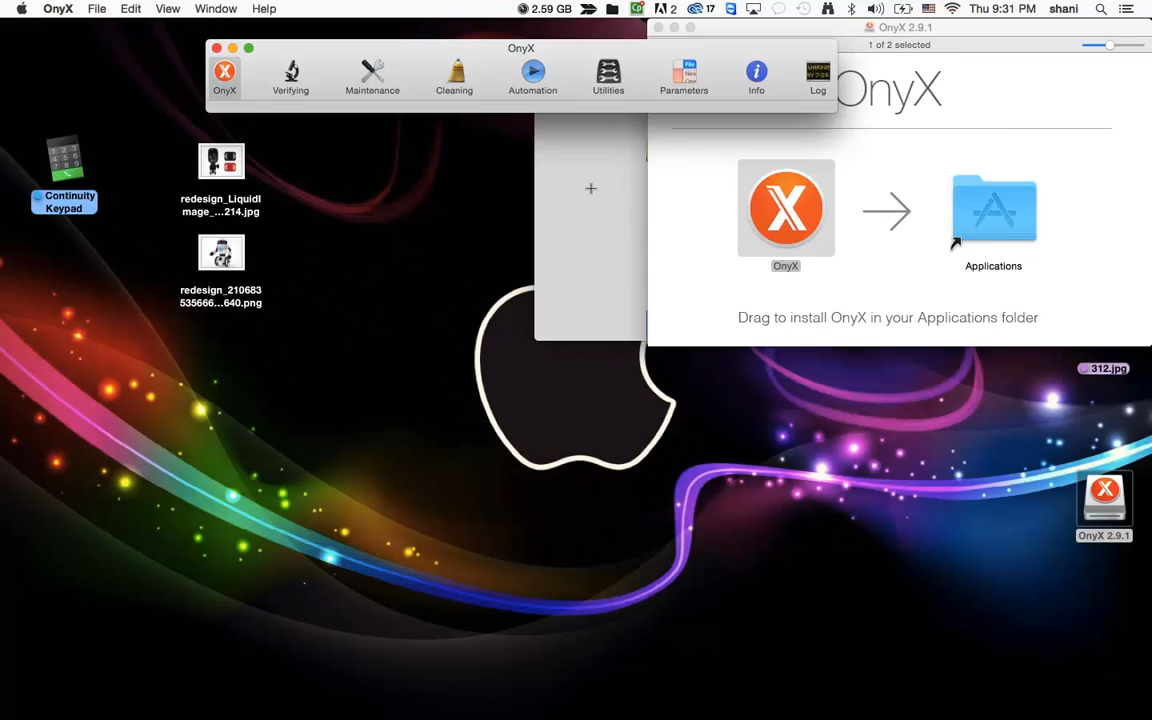 OnyX File Edit View Window Help 2.59 GB 2 17 Thu 9:31 PM shani
OnyX 2.9.1
1 of 2 selected
OnyX
OnyX Verifying Maintenance Cleaning Automation Utilities Parameters Info Log
OnyX
Continuity
Keypad
redesign_LiquidI
mage_...214.jpg
redesign_210683
535666...640.png
OnyX
Applications
Drag to install OnyX in your Applications folder
312.jpg
OnyX 2.9.1